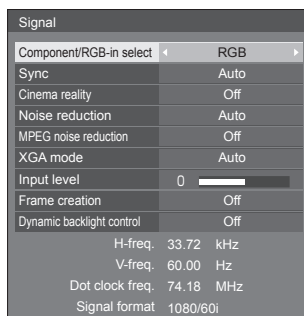 Signal
Component/RGB-in select RGB
Sync Auto
Cinema reality Off
Noise reduction Auto
MPEG noise reduction Off
XGA mode Auto
Input level 0
Frame creation Off
Dynamic backlight control Off
H-freq. 33.72 kHz
V-freq. 60.00 Hz
Dot clock freq. 74.18 MHz
Signal format 1080/60i